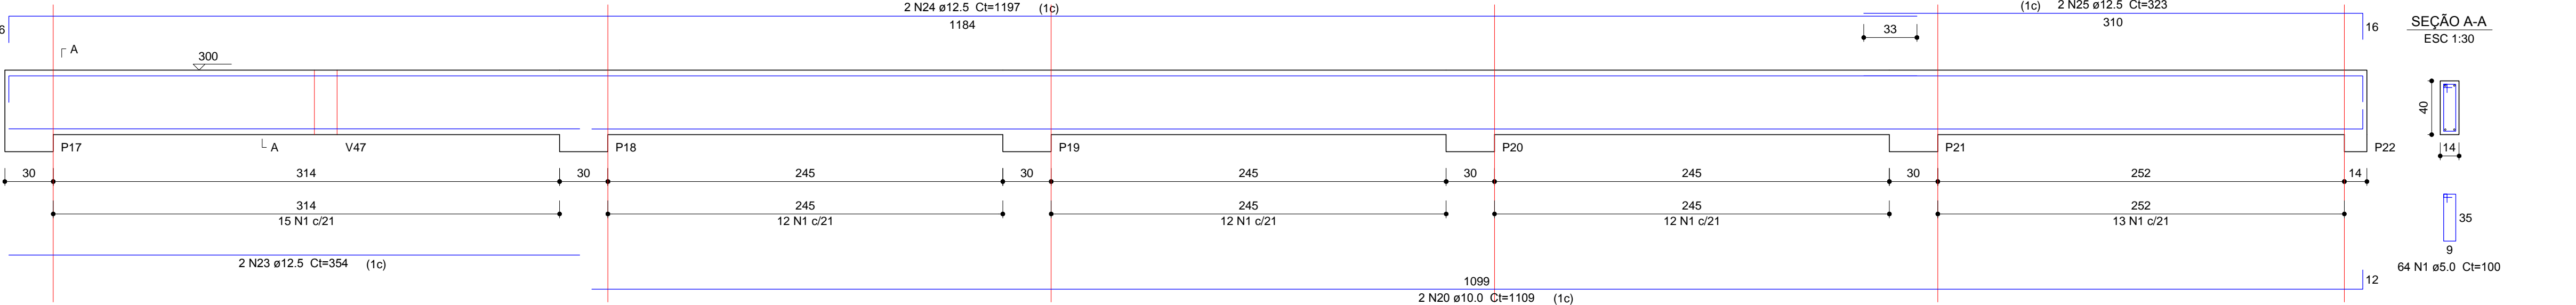 2 N24 ø12.5 Ct=1197 (1c)
1184
(1c) 2 N25 ø12.5 Ct=323
310
33
16
6
SEÇÃO A-A
ESC 1:30
A
300
40
14
A
V47
P17
P18
P19
P20
P21
P22
30 314 30 245 30 245 30 245 30 252 14
314 245 245 245 252
15 N1 c/21 12 N1 c/21 12 N1 c/21 12 N1 c/21 13 N1 c/21
35
9
64 N1 ø5.0 Ct=100
2 N23 ø12.5 Ct=354 (1c)
1099
12
2 N20 ø10.0 Ct=1109 (1c)